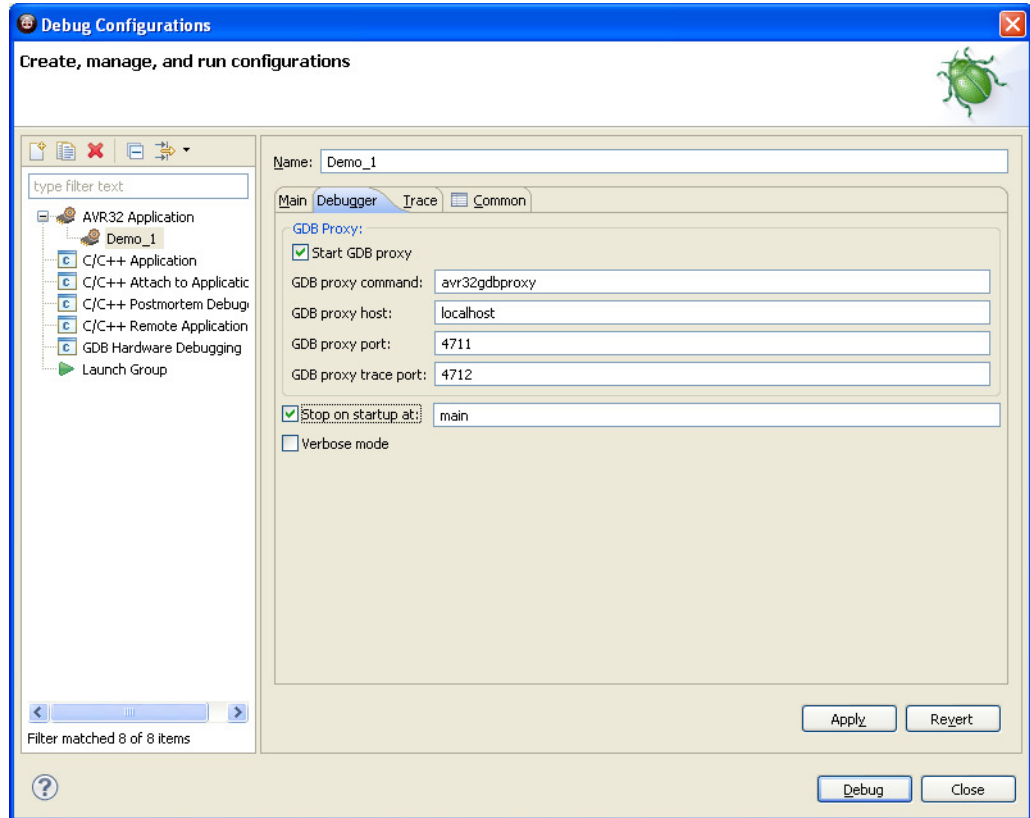 Debug Configurations
Create, manage, and run configurations
type filter text
AVR32 Application
Demo_1
C/C++ Application
C/C++ Attach to Applicatic
C/C++ Postmortem Debug
C/C++ Remote Application
GDB Hardware Debugging
Launch Group
Filter matched 8 of 8 items
Name: Demo_1
Main Debugger Trace Common
GDB Proxy:
Start GDB proxy
GDB proxy command: avr32gdbproxy
GDB proxy host: localhost
GDB proxy port: 4711
GDB proxy trace port: 4712
Stop on startup at: main
Verbose mode
Apply Revert
? Debug Close